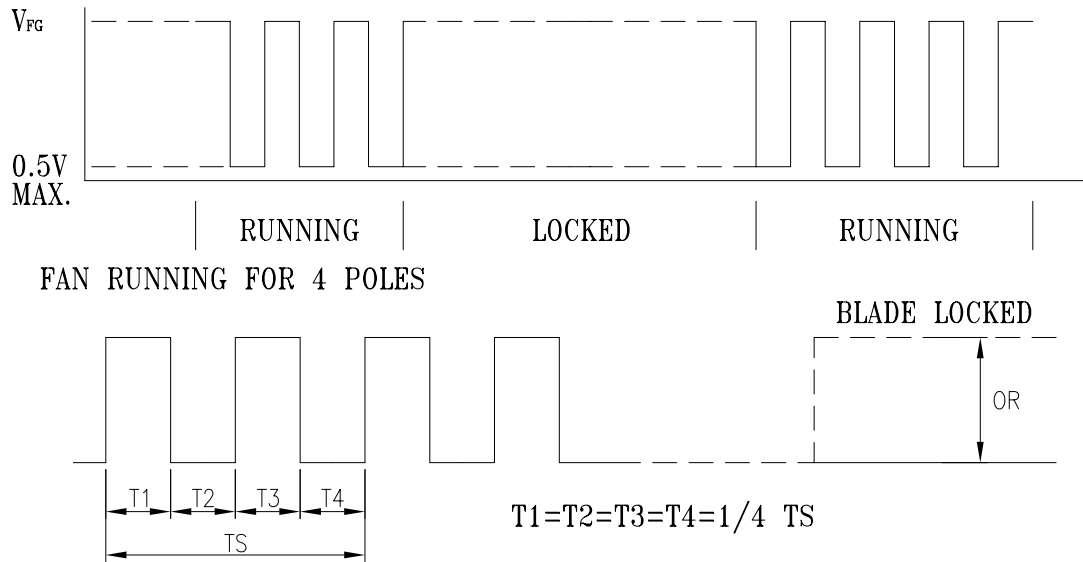 VFG
0.5V
MAX.
RUNNING LOCKED RUNNING
FAN RUNNING FOR 4 POLES
BLADE LOCKED
OR
T1 T2 T3 T4
T1=T2=T3=T4=1/4 TS
TS